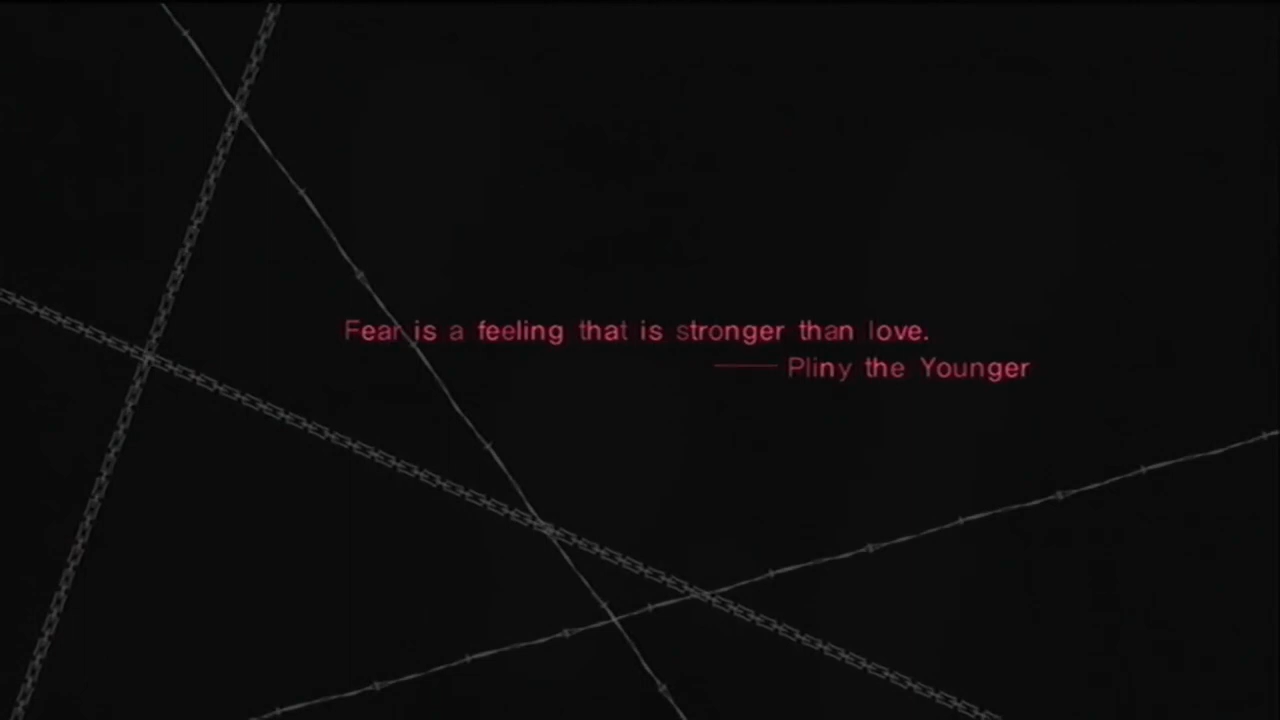 Fear is a feeling that is stronger than love.
—— Pliny the Younger